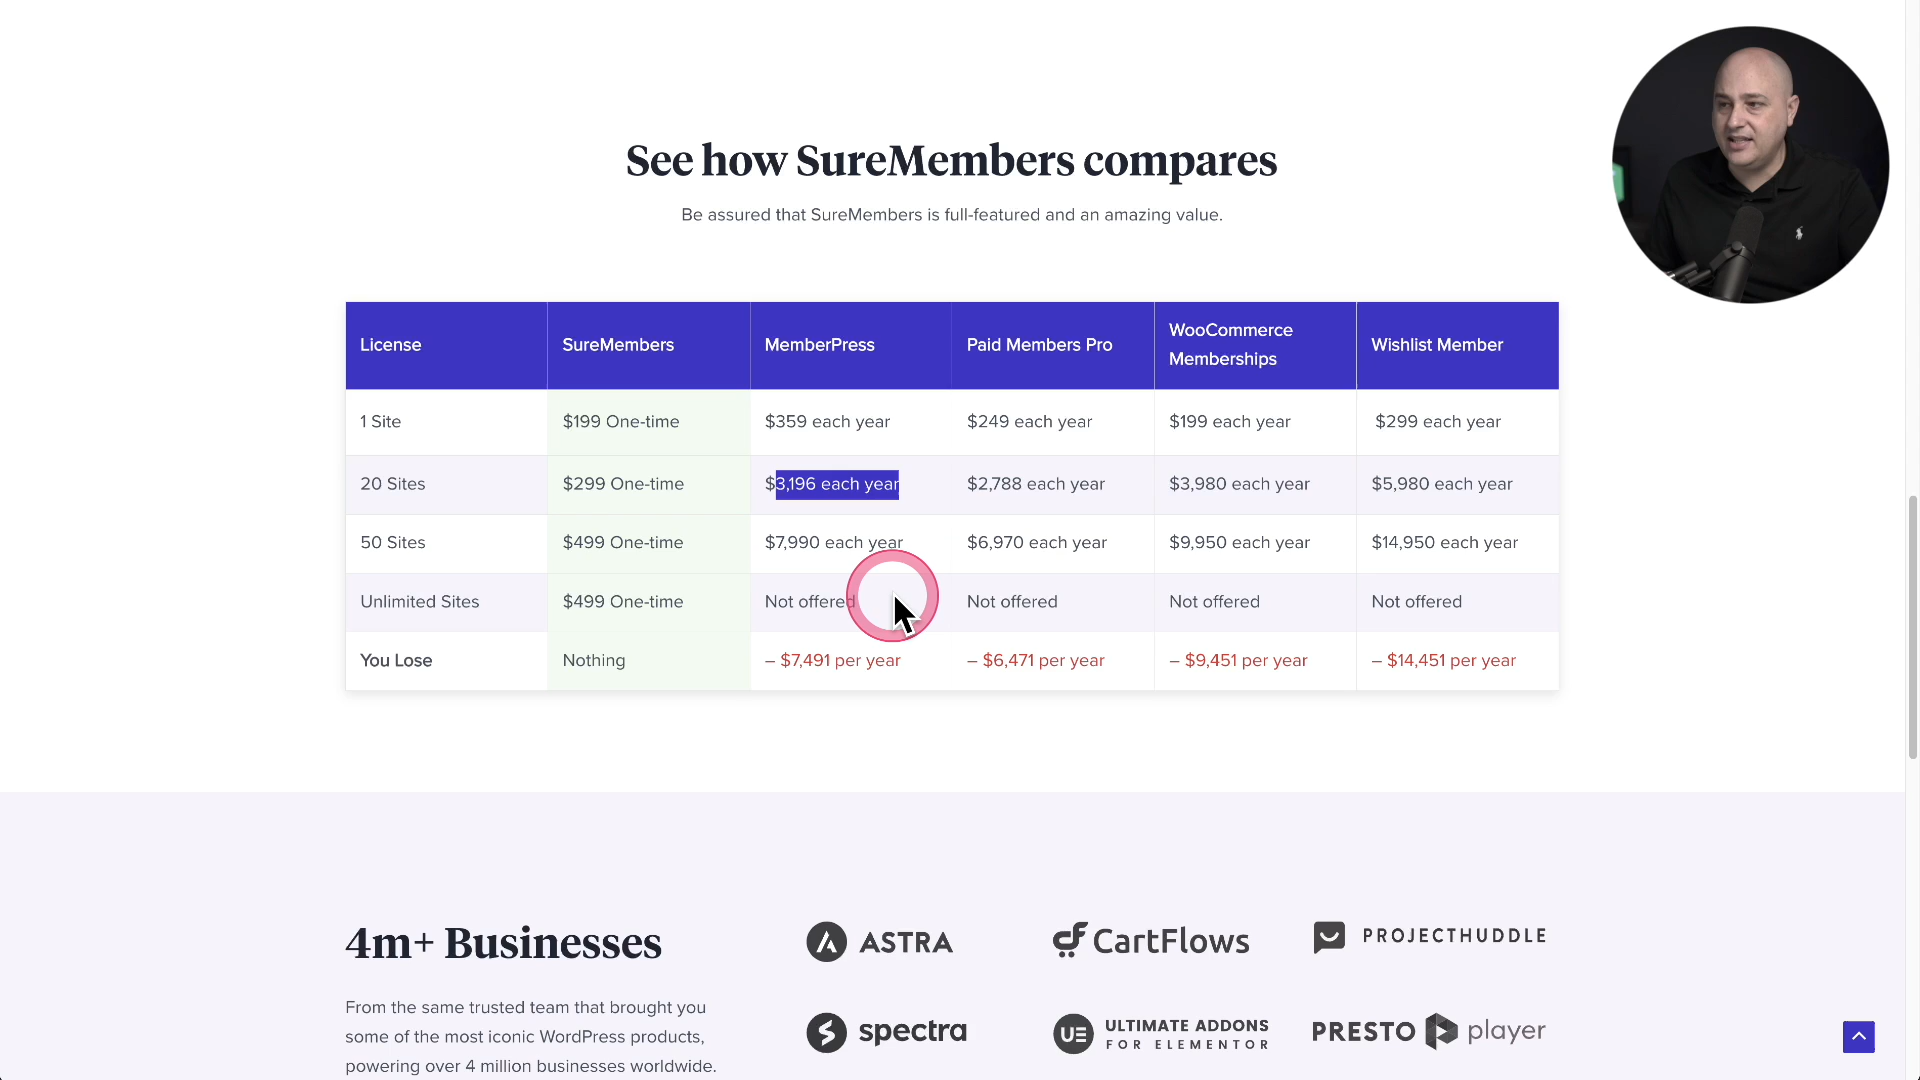 See how SureMembers compares
Be assured that SureMembers is full-featured and an amazing value.
License
SureMembers
MemberPress
Paid Members Pro
WooCommerce
Memberships
Wishlist Member
1 Site
$199 One-time
$359 each year
$249 each year
$199 each year
$299 each year
20 Sites
$299 One-time
$3,196 each year
$2,788 each year
$3,980 each year
$5,980 each year
50 Sites
$499 One-time
$7,990 each year
$6,970 each year
$9,950 each year
$14,950 each year
Unlimited Sites
$499 One-time
Not offered
Not offered
Not offered
Not offered
You Lose
Nothing
– $7,491 per year
– $6,471 per year
– $9,451 per year
– $14,451 per year
4m+ Businesses
From the same trusted team that brought you
some of the most iconic WordPress products,
powering over 4 million businesses worldwide.
ASTRA
CartFlows
PROJECTHUDDLE
spectra
UE ULTIMATE ADDONS
FOR ELEMENTOR
PRESTO player